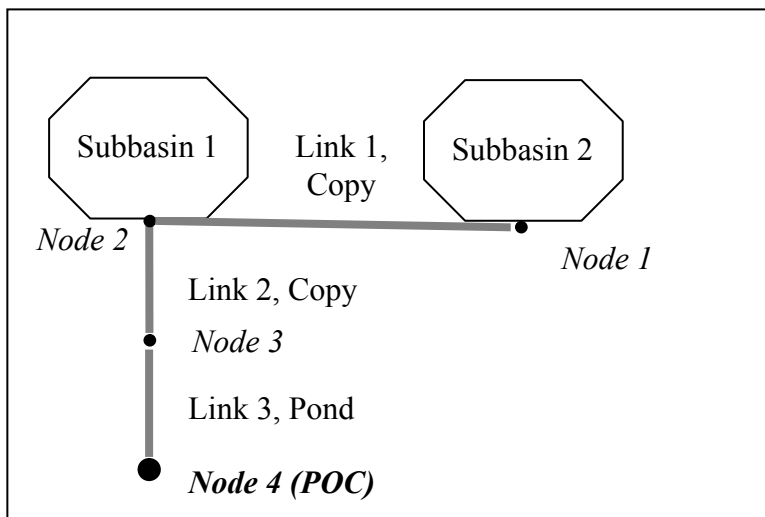 Subbasin 1
Link 1,
Copy
Subbasin 2
Node 2
Node 1
Link 2, Copy
Node 3
Link 3, Pond
Node 4 (POC)